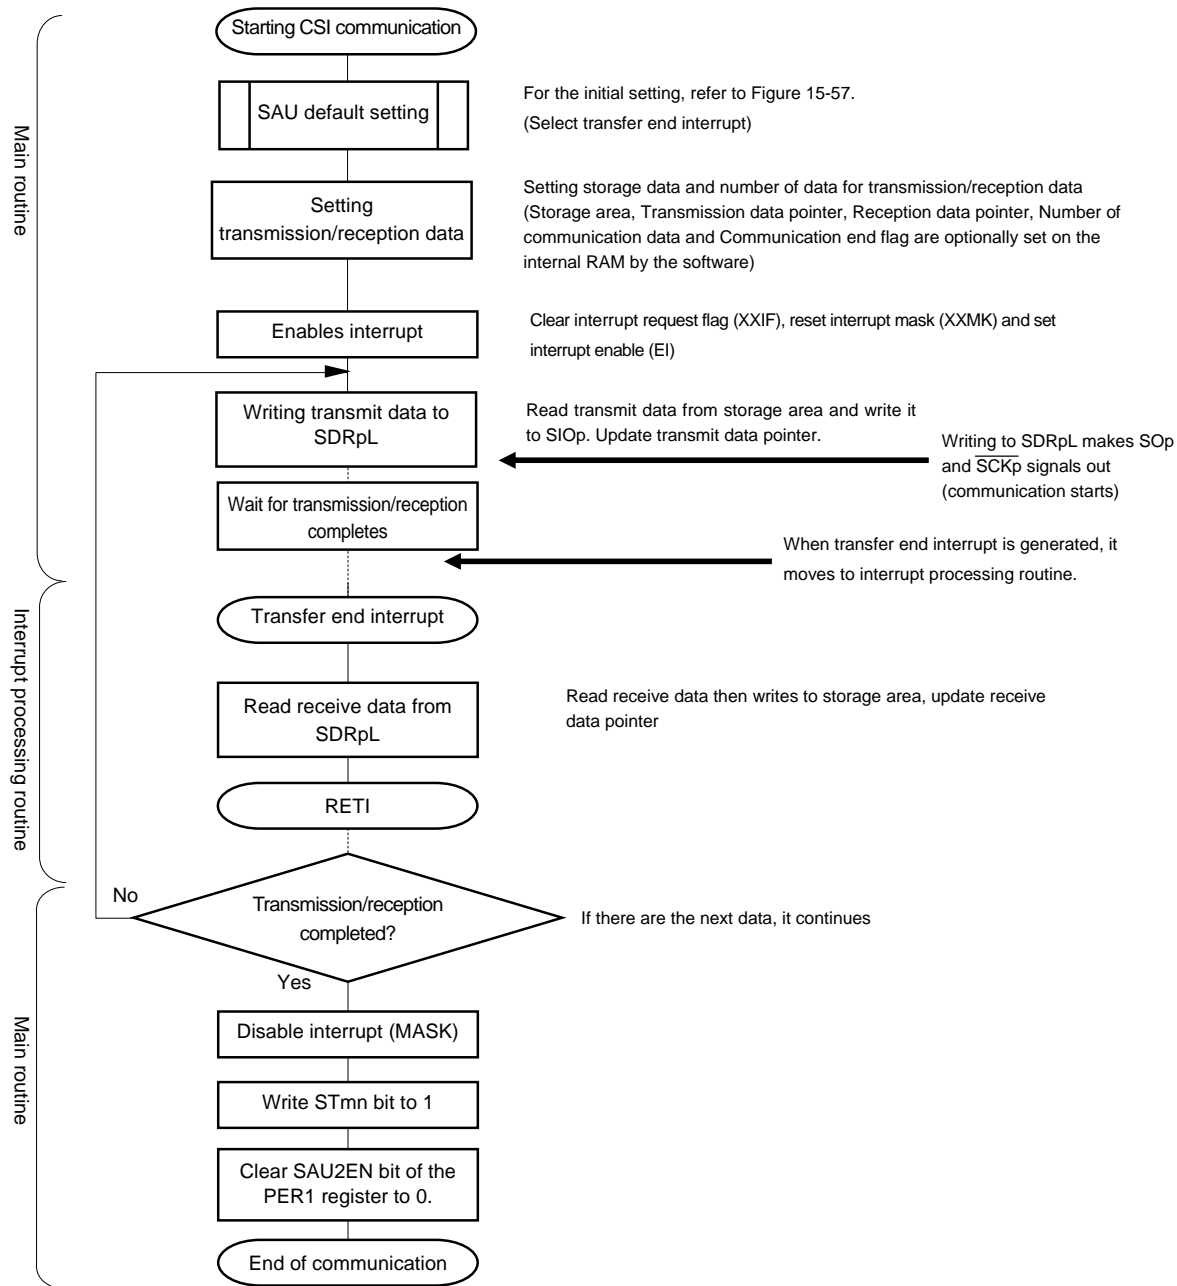 Starting CSI communication
SAU default setting
For the initial setting, refer to Figure 15-57.
(Select transfer end interrupt)
Main routine
Setting
transmission/reception data
Setting storage data and number of data for transmission/reception data
(Storage area, Transmission data pointer, Reception data pointer, Number of
communication data and Communication end flag are optionally set on the
internal RAM by the software)
Enables interrupt
Clear interrupt request flag (XXIF), reset interrupt mask (XXMK) and set
interrupt enable (EI)
Writing transmit data to
SDRpL
Read transmit data from storage area and write it
to SIOp. Update transmit data pointer.
Writing to SDRpL makes SOp
and S̅C̅K̅p̅ signals out
(communication starts)
Wait for transmission/reception
completes
When transfer end interrupt is generated, it
moves to interrupt processing routine.
Interrupt processing routine
Transfer end interrupt
Read receive data from
SDRpL
Read receive data then writes to storage area, update receive
data pointer
RETI
No
Transmission/reception
completed?
If there are the next data, it continues
Yes
Main routine
Disable interrupt (MASK)
Write STmn bit to 1
Clear SAU2EN bit of the
PER1 register to 0.
End of communication